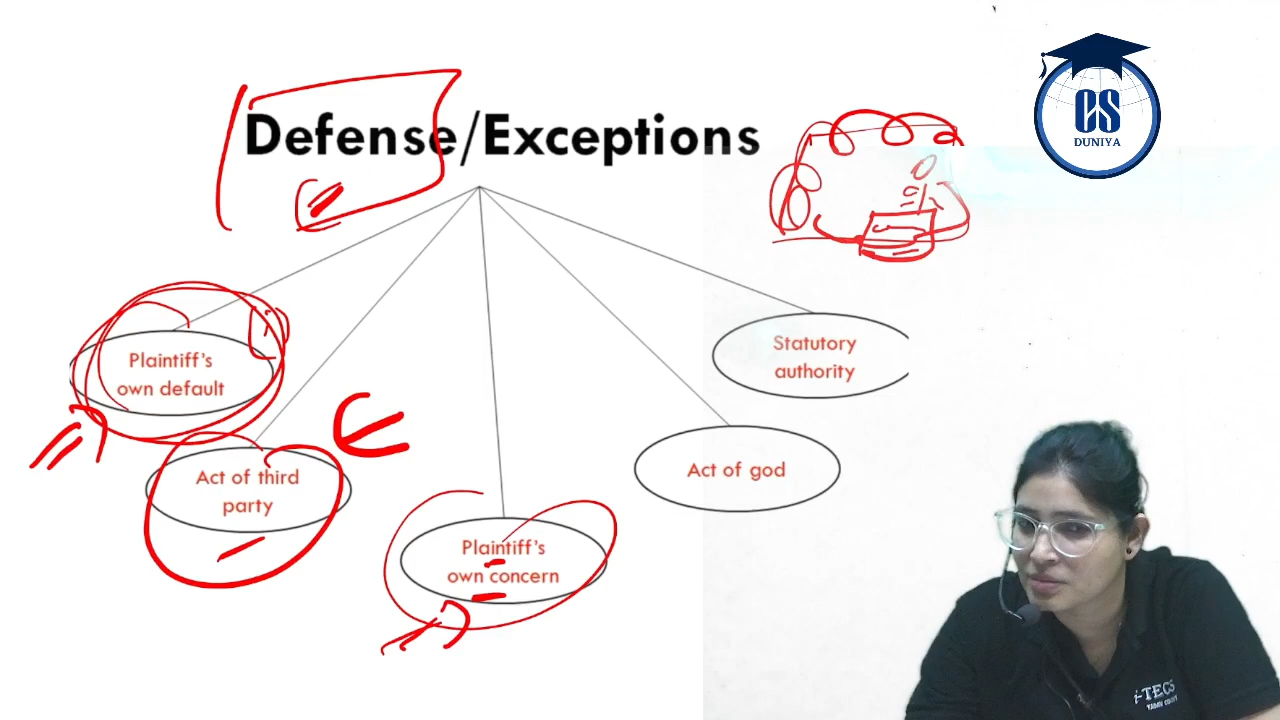 Defense/Exceptions
CS
DUNIYA
Statutory
authority
Plaintiff's
own default
Act of third
party
Act of god
Plaintiff's
own concern
i-TECS